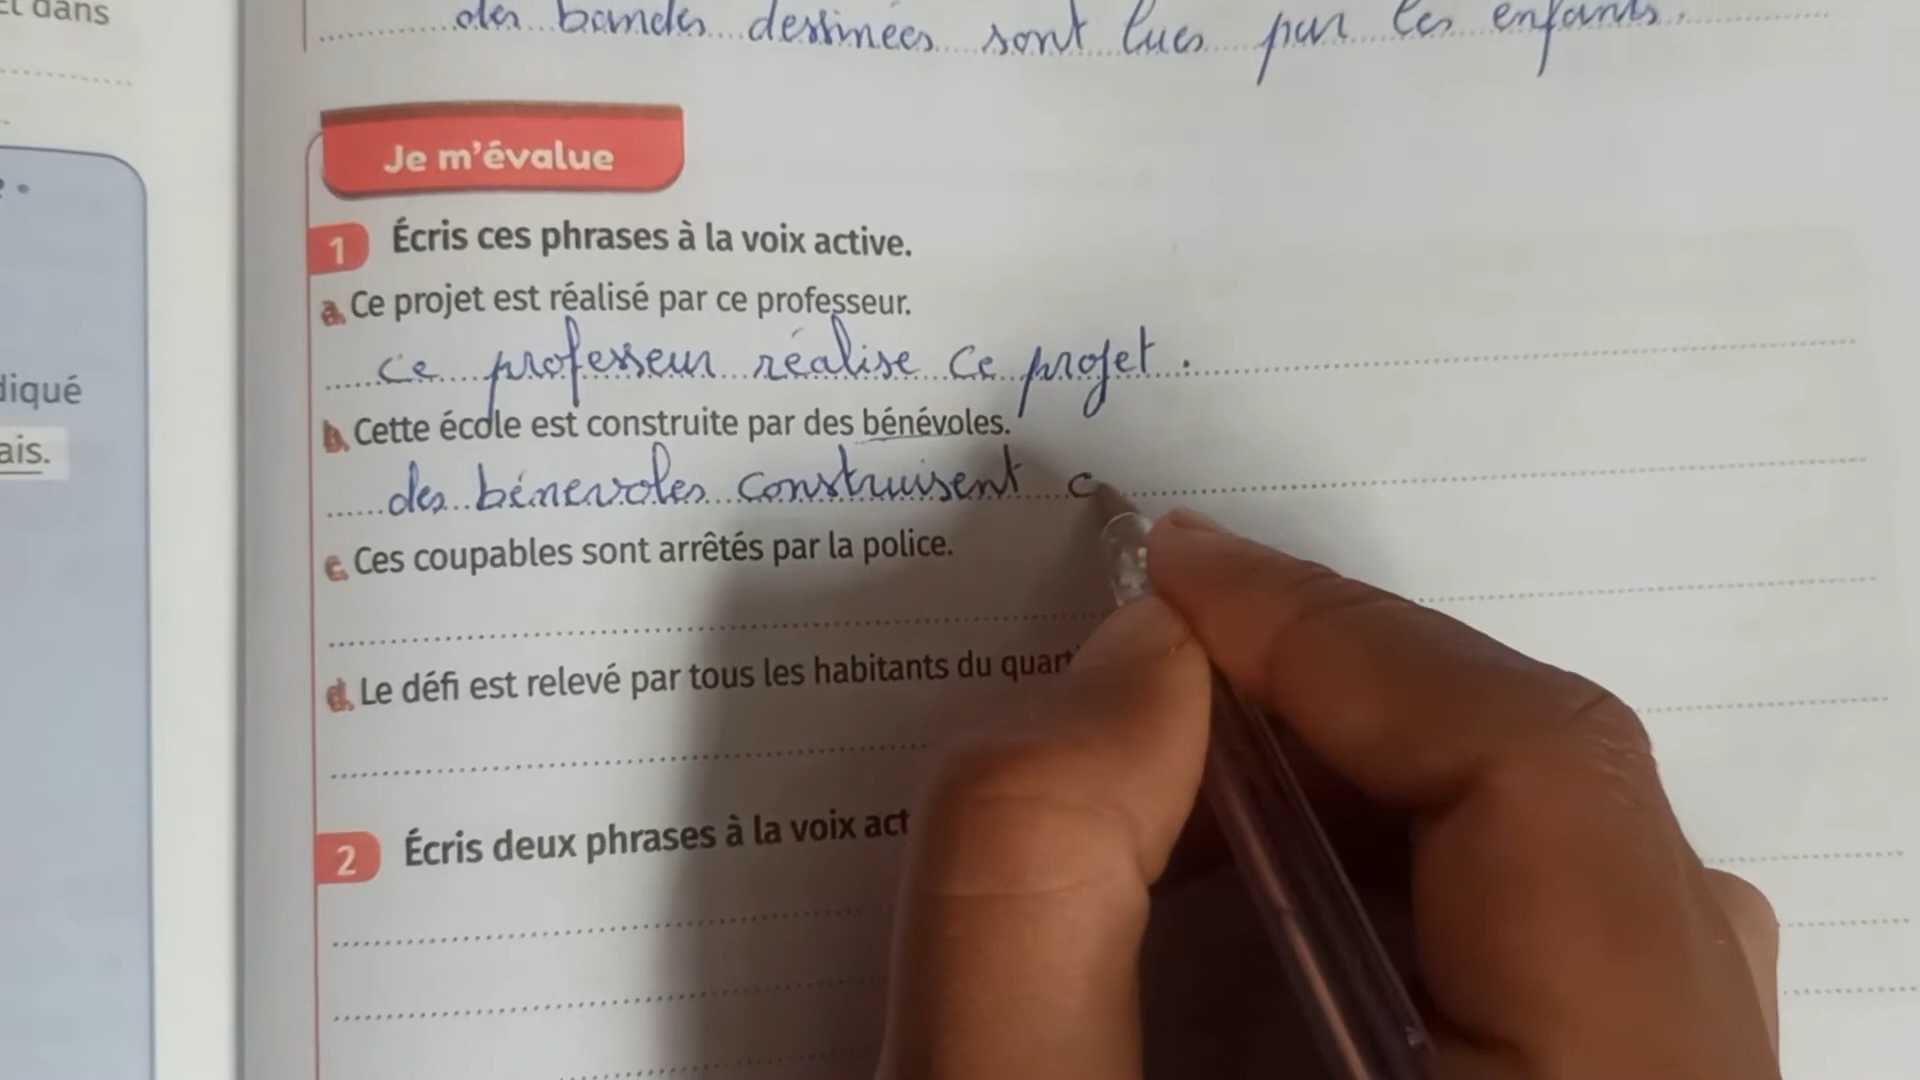 et dans
des bandes dessinées sont lues par les enfants.
Je m'évalue
1 Écris ces phrases à la voix active.
a. Ce projet est réalisé par ce professeur.
ce professeur réalise ce projet.
b. Cette école est construite par des bénévoles.
diqué
des bénevoles construisent c
ais.
c. Ces coupables sont arrêtés par la police.
d. Le défi est relevé par tous les habitants du quart
2 Écris deux phrases à la voix act